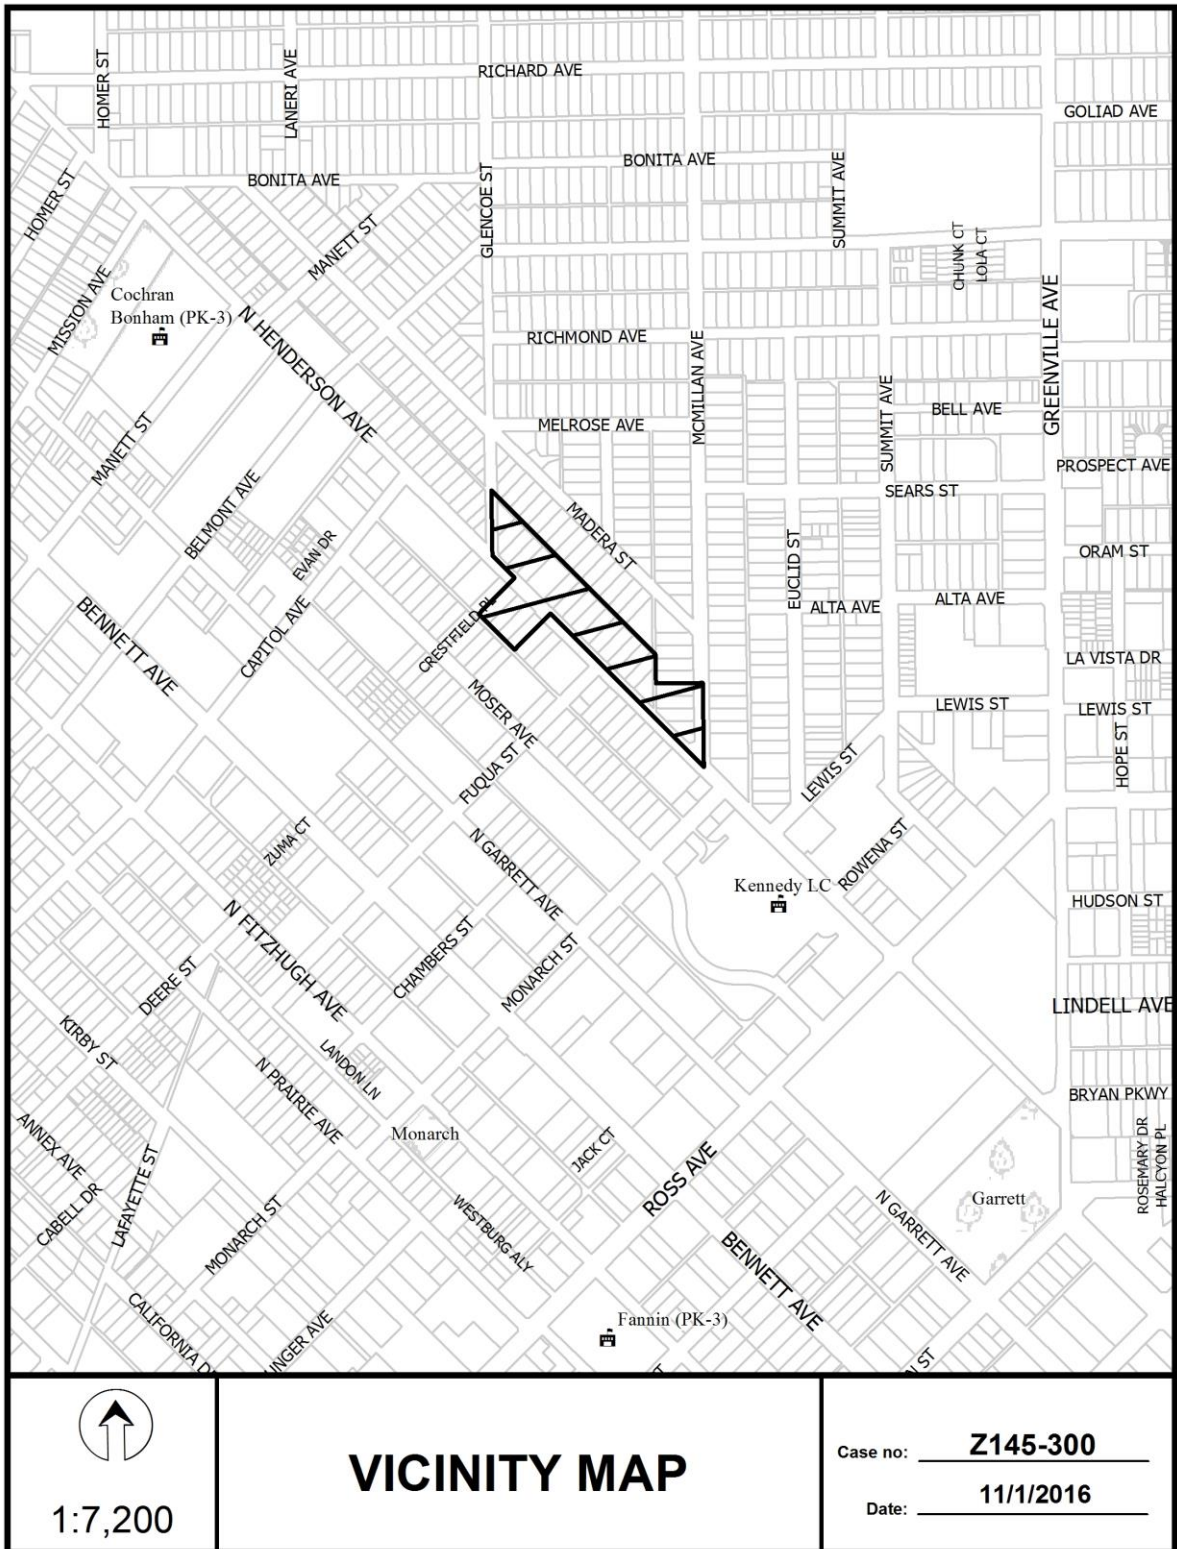 HOMER ST
LANERI AVE
RICHARD AVE
GOLIAD AVE
BONITA AVE
BONITA AVE
HOMER ST
MANETT ST
GLENCOE ST
SUMMIT AVE
CHUNK CT
LOLA CT
MISSION AVE
Cochran
Bonham (PK-3)
N HENDERSON AVE
RICHMOND AVE
MCMILLAN AVE
GREENVILLE AVE
SUMMIT AVE
BELL AVE
MELROSE AVE
MANETT ST
BELMONT AVE
PROSPECT AVE
SEARS ST
MADERA ST
EVAN DR
EUCLID ST
ORAM ST
BENNETT AVE
CAPITOL AVE
CRESTFIELD PL
ALTA AVE
ALTA AVE
LA VISTA DR
MOSER AVE
LEWIS ST
LEWIS ST
HOPE ST
FUQUA ST
LEWIS ST
ZUMA CT
N GARRETT AVE
ROWENA ST
Kennedy LC
HUDSON ST
N FITZHUGH AVE
CHAMBERS ST
MONARCH ST
DEERE ST
LINDELL AVE
KIRBY ST
LANDON LN
N PRAIRIE AVE
BRYAN PKWY
ANNEX AVE
Monarch
JACK CT
ROSEMARY DR
HALCYON PL
LAFAYETTE ST
CABELL DR
ROSS AVE
Garrett
MONARCH ST
WESTBURG ALY
N GARRETT AVE
BENNETT AVE
CALIFORNIA D
UNGER AVE
Fannin (PK-3)
ST
N ST
1:7,200
VICINITY MAP
Case no: Z145-300
Date: 11/1/2016